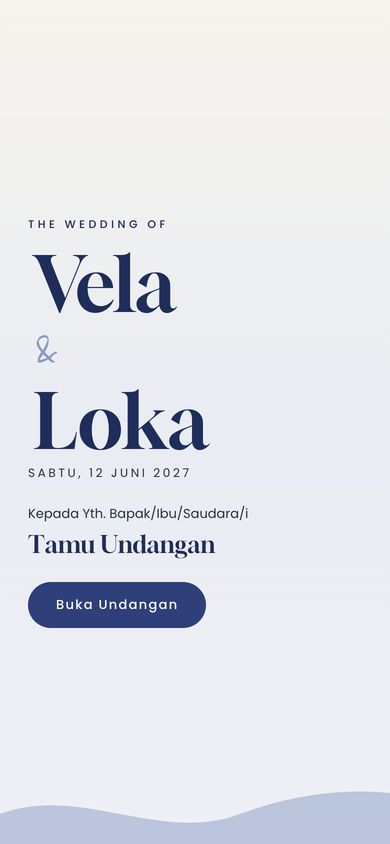 THE WEDDING OF
Vela
&
Loka
SABTU, 12 JUNI 2027
Kepada Yth. Bapak/Ibu/Saudara/i
Tamu Undangan
Buka Undangan